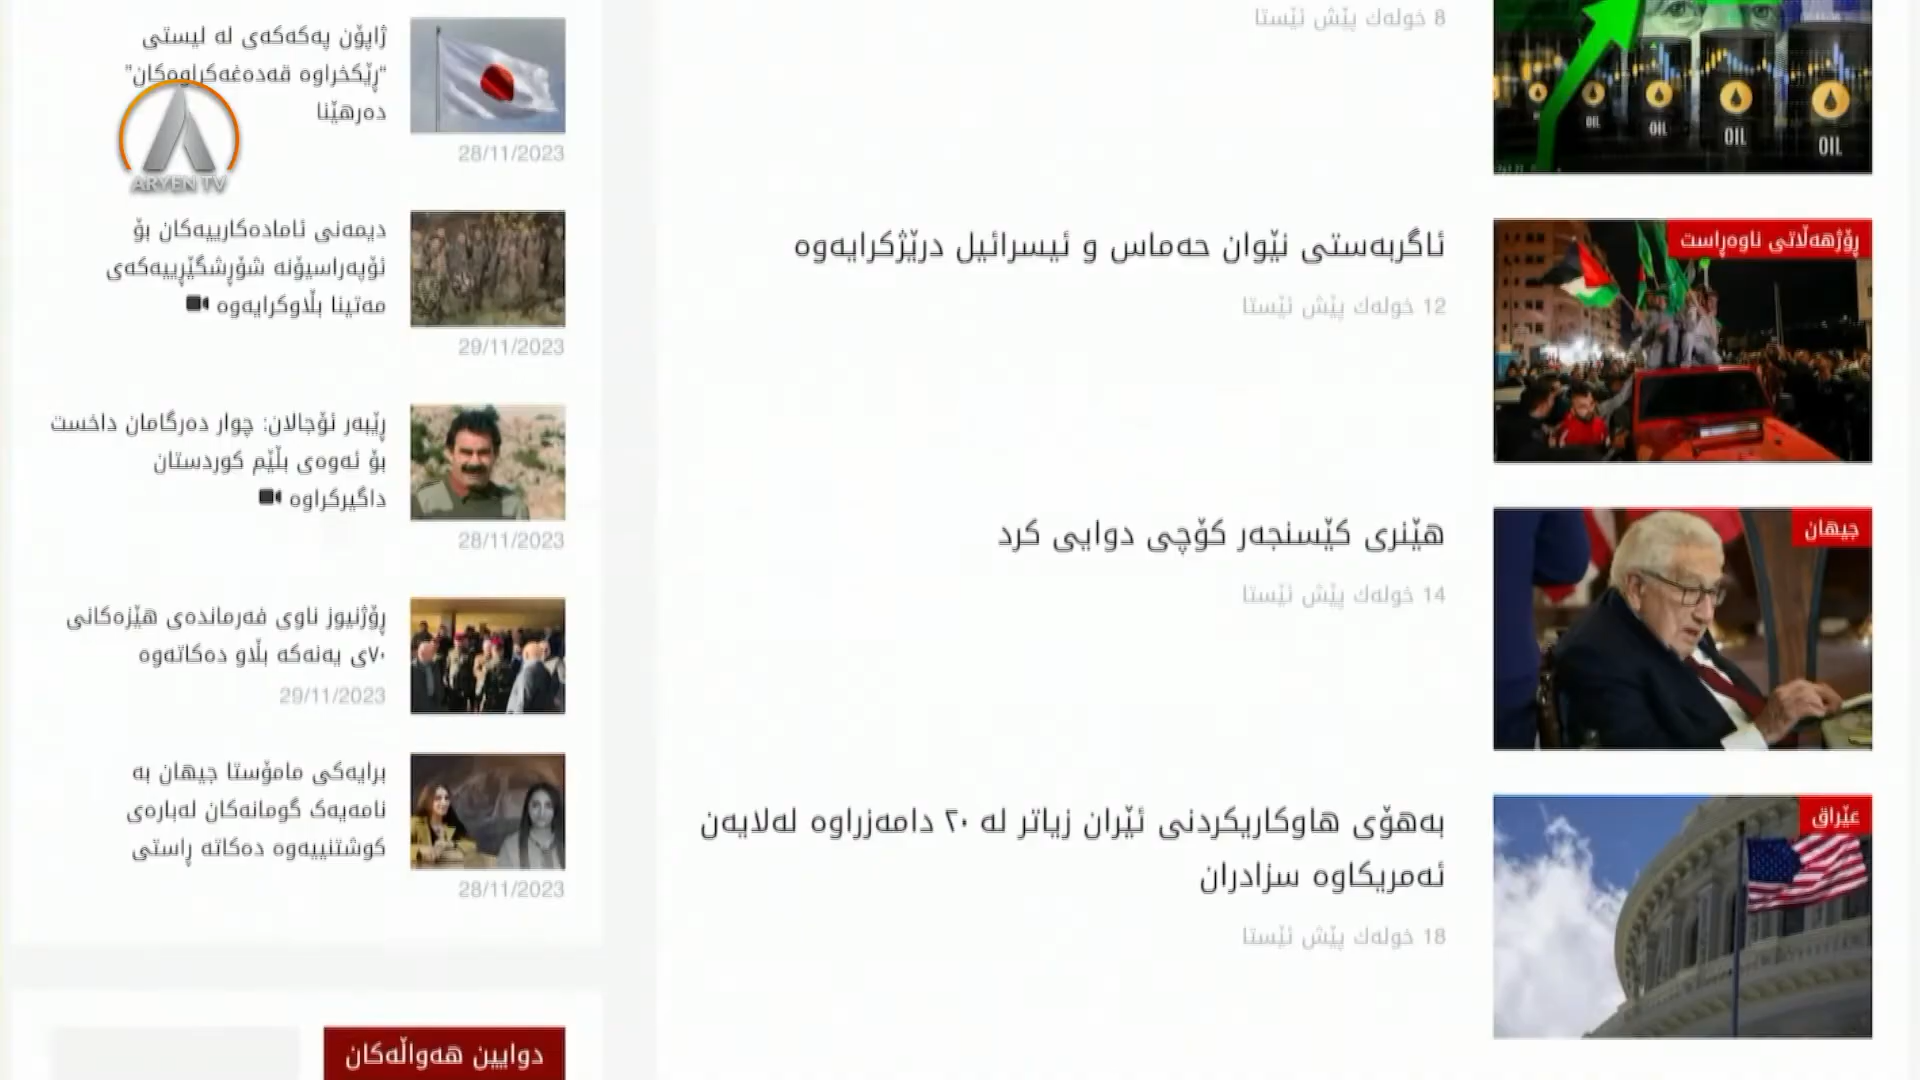 8 خولەک پێش ئێستا
OIL
OIL
OIL
OIL
ئاگربەستی نێوان حەماس و ئیسرائیل درێژکرایەوە
12 خولەک پێش ئێستا
ڕۆژهەڵاتی ناوەڕاست
هێنری کێسنجەر کۆچی دوایی کرد
14 خولەک پێش ئێستا
جیهان
بەهۆی هاوکاریکردنی ئێران زیاتر لە ٢٠ دامەزراوە لەلایەن
ئەمریکاوە سزادران
18 خولەک پێش ئێستا
عێراق
ژاپۆن پەکەکەی لە لیستی
“ڕێکخراوە قەدەغەکراوەکان”
دەرهێنا
28/11/2023
ARYEN TV
دیمەنی ئامادەکارییەکان بۆ
ئۆپەراسیۆنە شۆڕشگێڕییەکەی
مەتینا بڵاوکرایەوە
29/11/2023
ڕێبەر ئۆجالان: چوار دەرگامان داخست
بۆ ئەوەی بڵێم کوردستان
داگیرکراوە
28/11/2023
ڕۆژنیوز ناوی فەرماندەی هێزەکانی
٧٠ی یەنەکە بڵاو دەکاتەوە
29/11/2023
برایەکی مامۆستا جیهان بە
نامەیەک گومانەکان لەبارەی
کوشتنییەوە دەکاتە ڕاستی
28/11/2023
دوایین هەواڵەکان